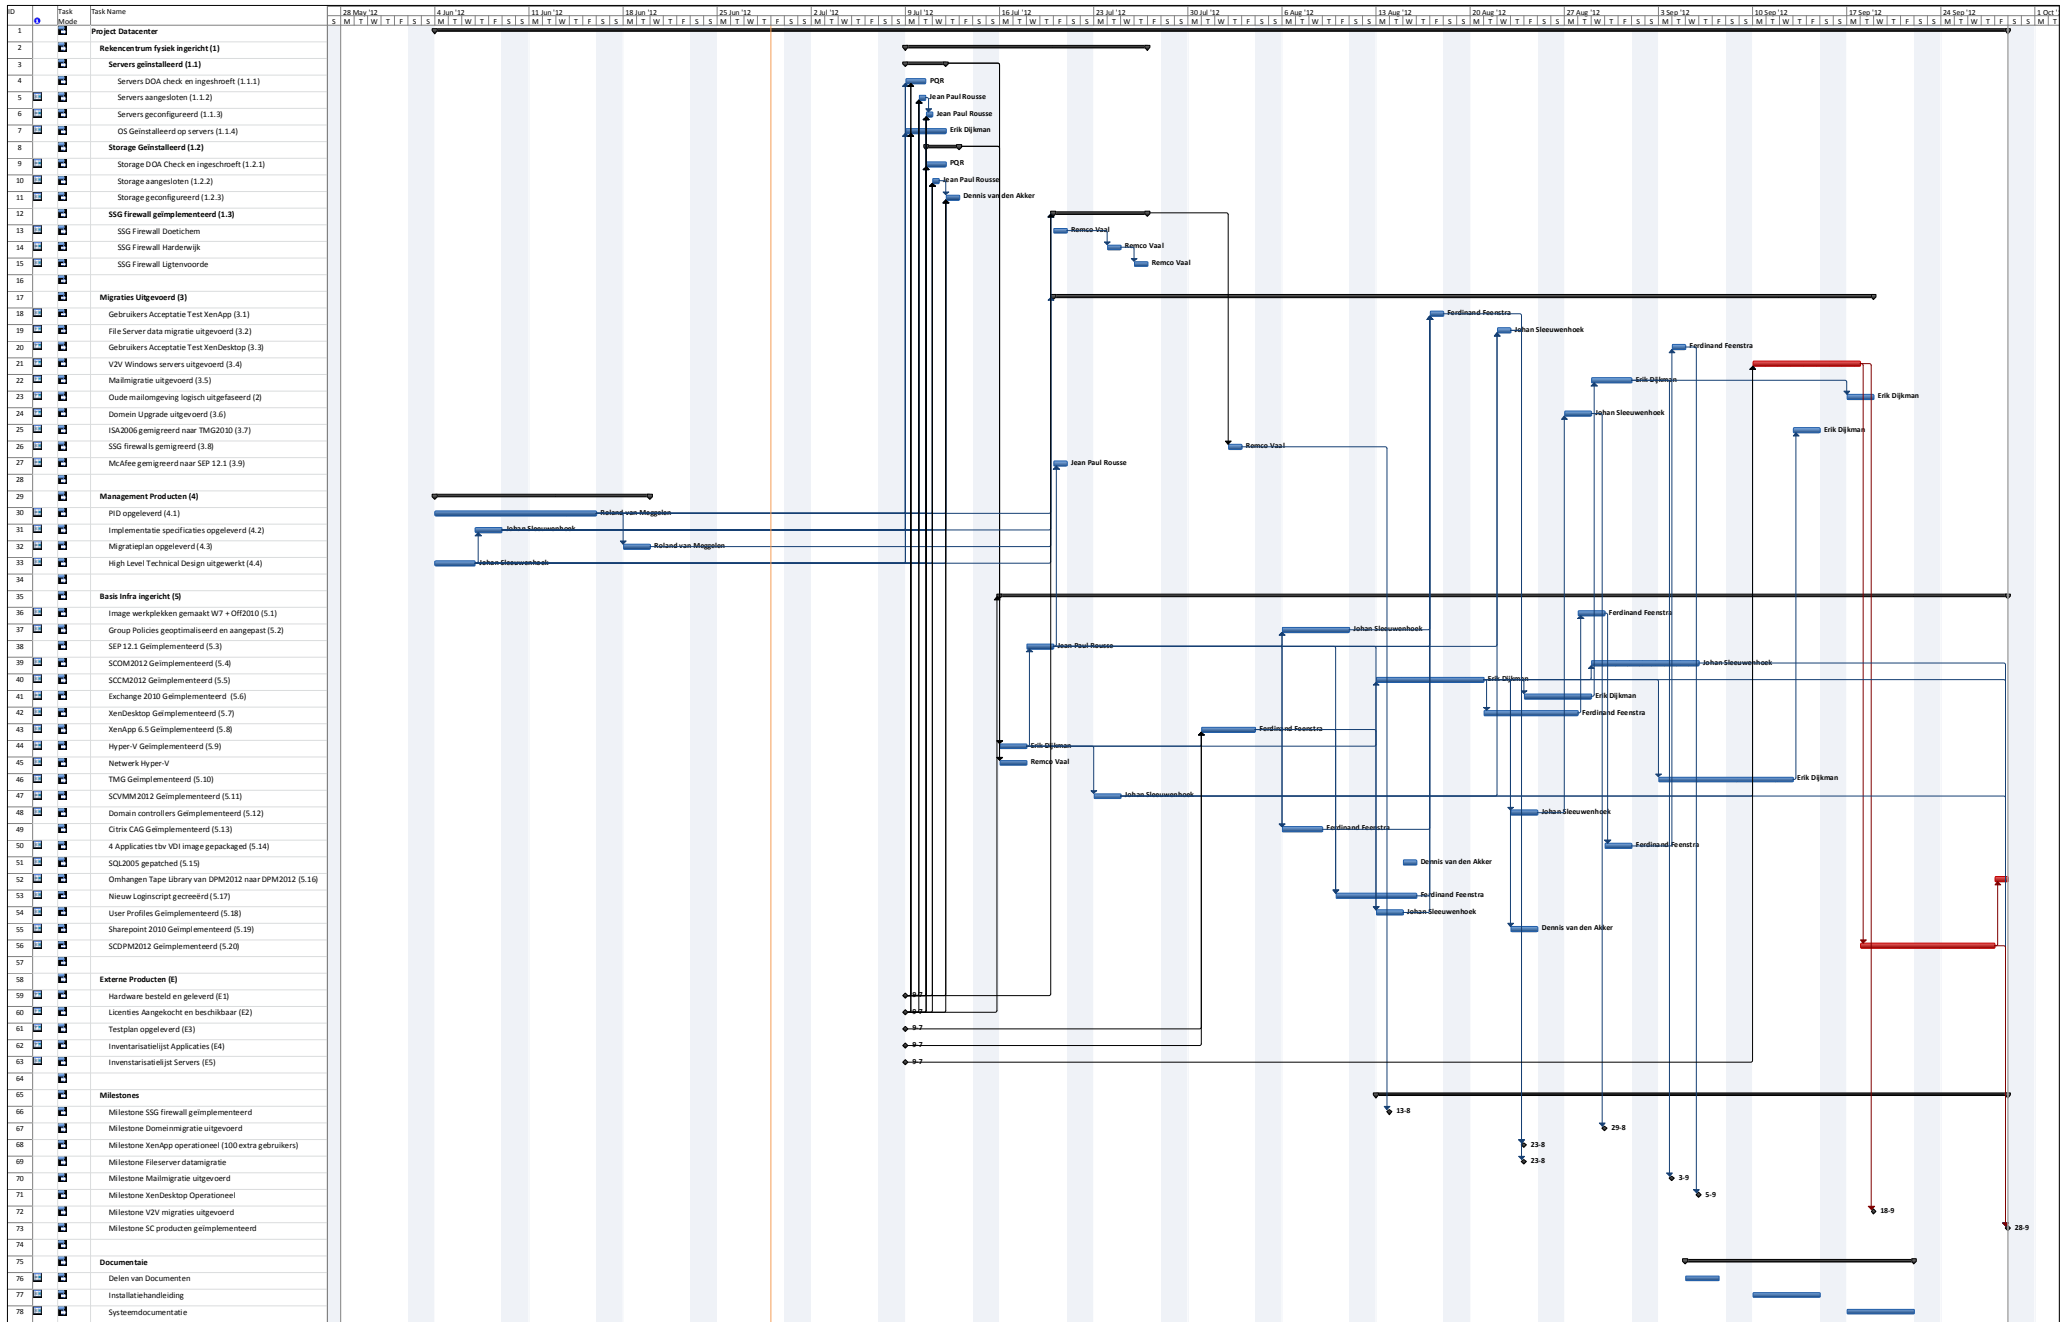 ID Task Mode Task Name 28 May '12 4 Jun '12 11 Jun '12 18 Jun '12 25 Jun '12 2 Jul '12 9 Jul '12 16 Jul '12 23 Jul '12 30 Jul '12 6 Aug '12 13 Aug '12 20 Aug '12 27 Aug '12 3 Sep '12 10 Sep '12 17 Sep '12 24 Sep '12 1 Oct '
1 Project Datacenter
2 Rekencentrum fysiek ingericht (1)
3 Servers geïnstalleerd (1.1)
4 Servers DOA check en ingeshroeft (1.1.1) PQR
5 Servers aangesloten (1.1.2) Jean Paul Rousse
6 Servers geconfigureerd (1.1.3) Jean Paul Rousse
7 OS Geïnstalleerd op servers (1.1.4) Erik Dijkman
8 Storage Geïnstalleerd (1.2)
9 Storage DOA Check en ingeschroeft (1.2.1) PQR
10 Storage aangesloten (1.2.2) Jean Paul Rousse
11 Storage geconfigureerd (1.2.3) Dennis van den Akker
12 SSG firewall geïmplementeerd (1.3)
13 SSG Firewall Doetichem Remco Vaal
14 SSG Firewall Harderwijk Remco Vaal
15 SSG Firewall Ligtenvoorde Remco Vaal
16
17 Migraties Uitgevoerd (3)
18 Gebruikers Acceptatie Test XenApp (3.1) Ferdinand Feenstra
19 File Server data migratie uitgevoerd (3.2) Johan Sleeuwenhoek
20 Gebruikers Acceptatie Test XenDesktop (3.3) Ferdinand Feenstra
21 V2V Windows servers uitgevoerd (3.4)
22 Mailmigratie uitgevoerd (3.5) Erik Dijkman
23 Oude mailomgeving logisch uitgefaseerd (2) Erik Dijkman
24 Domein Upgrade uitgevoerd (3.6) Johan Sleeuwenhoek
25 ISA2006 gemigreerd naar TMG2010 (3.7) Erik Dijkman
26 SSG firewalls gemigreerd (3.8) Remco Vaal
27 McAfee gemigreerd naar SEP 12.1 (3.9) Jean Paul Rousse
28
29 Management Producten (4)
30 PID opgeleverd (4.1) Roland van Meggelen
31 Implementatie specificaties opgeleverd (4.2) Johan Sleeuwenhoek
32 Migratieplan opgeleverd (4.3) Roland van Meggelen
33 High Level Technical Design uitgewerkt (4.4) Johan Sleeuwenhoek
34
35 Basis Infra ingericht (5)
36 Image werkplekken gemaakt W7 + Off2010 (5.1) Ferdinand Feenstra
37 Group Policies geoptimaliseerd en aangepast (5.2) Johan Sleeuwenhoek
38 SEP 12.1 Geïmplementeerd (5.3) Jean Paul Rousse
39 SCOM2012 Geïmplementeerd (5.4) Johan Sleeuwenhoek
40 SCCM2012 Geïmplementeerd (5.5) Erik Dijkman
41 Exchange 2010 Geïmplementeerd (5.6) Erik Dijkman
42 XenDesktop Geïmplementeerd (5.7) Ferdinand Feenstra
43 XenApp 6.5 Geïmplementeerd (5.8) Ferdinand Feenstra
44 Hyper-V Geïmplementeerd (5.9) Erik Dijkman
45 Netwerk Hyper-V Remco Vaal
46 TMG Geïmplementeerd (5.10) Erik Dijkman
47 SCVMM2012 Geïmplementeerd (5.11) Johan Sleeuwenhoek
48 Domain controllers Geïmplementeerd (5.12) Johan Sleeuwenhoek
49 Citrix CAG Geïmplementeerd (5.13) Ferdinand Feenstra
50 4 Applicaties tbv VDI image gepackaged (5.14) Ferdinand Feenstra
51 SQL2005 gepatched (5.15) Dennis van den Akker
52 Omhangen Tape Library van DPM2012 naar DPM2012 (5.16)
53 Nieuw Loginscript gecreeërd (5.17) Ferdinand Feenstra
54 User Profiles Geïmplementeerd (5.18) Johan Sleeuwenhoek
55 Sharepoint 2010 Geïmplementeerd (5.19) Dennis van den Akker
56 SCDPM2012 Geïmplementeerd (5.20)
57
58 Externe Producten (E)
59 Hardware besteld en geleverd (E1) 9-7
60 Licenties Aangekocht en beschikbaar (E2) 9-7
61 Testplan opgeleverd (E3) 9-7
62 Inventarisatielijst Applicaties (E4) 9-7
63 Invenstarisatielijst Servers (E5) 9-7
64
65 Milestones
66 Milestone SSG firewall geïmplementeerd 13-8
67 Milestone Domeinmigratie uitgevoerd 29-8
68 Milestone XenApp operationeel (100 extra gebruikers) 23-8
69 Milestone Fileserver datamigratie 23-8
70 Milestone Mailmigratie uitgevoerd 3-9
71 Milestone XenDesktop Operationeel 5-9
72 Milestone V2V migraties uitgevoerd 18-9
73 Milestone SC producten geïmplementeerd 28-9
74
75 Documentaie
76 Delen van Documenten
77 Installatiehandleiding
78 Systeemdocumentatie